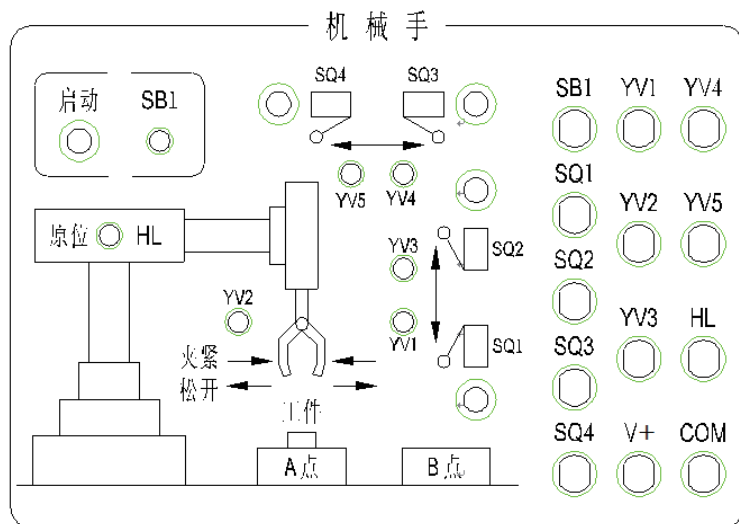 机械手
启动 SB1
SQ4 SQ3
SB1 YV1 YV4
YV5 YV4
SQ1
YV2 YV5
原位 HL
YV3 SQ2
SQ2
YV2
YV1 SQ1
YV3 HL
夹紧
松开
SQ3
工件
A点 B点
SQ4 V+ COM